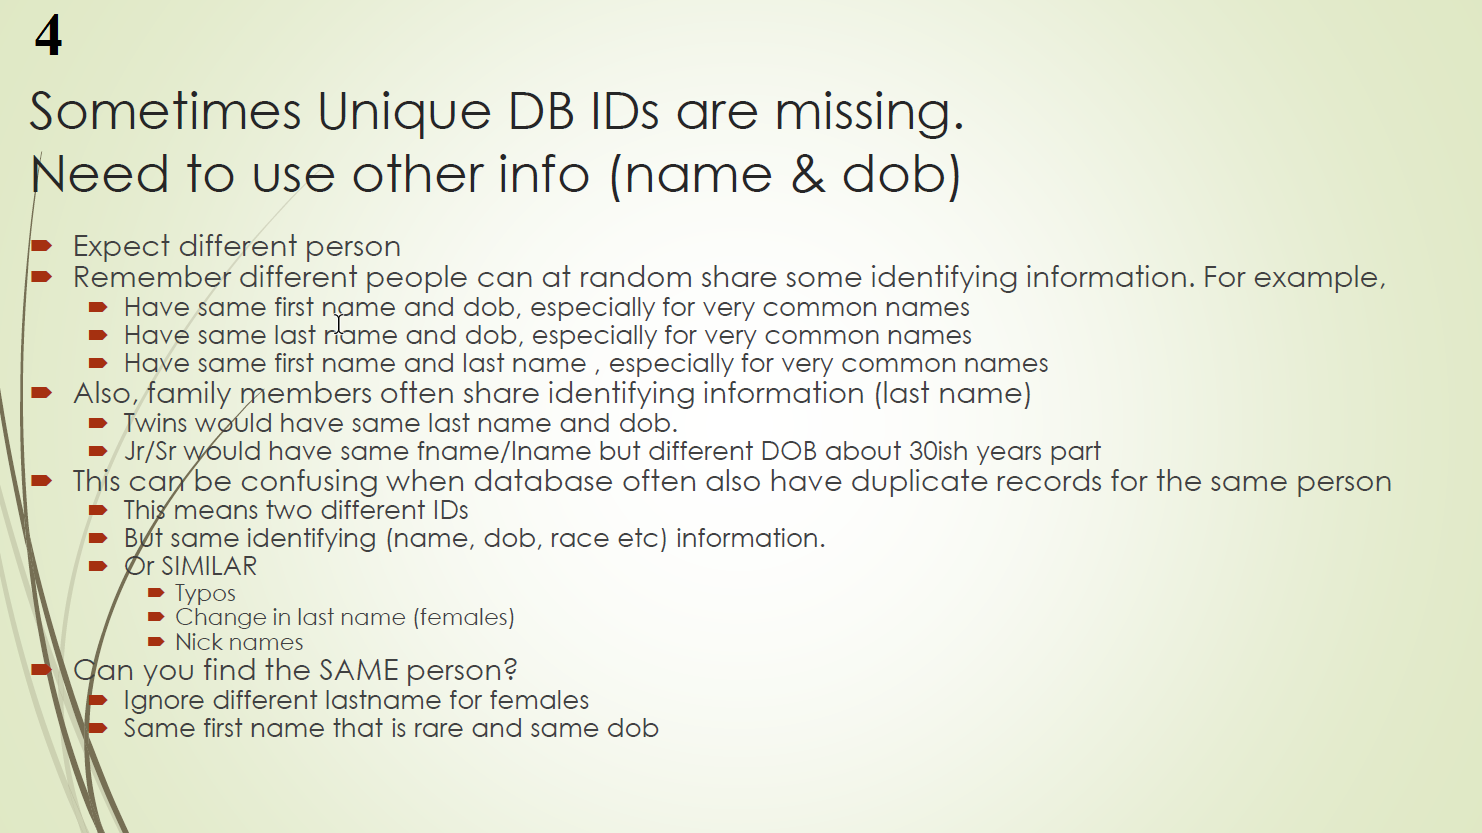 4
Sometimes Unique DB IDs are missing.
Need to use other info (name & dob)
Expect different person
Remember different people can at random share some identifying information. For example,
Have same first name and dob, especially for very common names
Have same last name and dob, especially for very common names
Have same first name and last name , especially for very common names
Also, family members often share identifying information (last name)
Twins would have same last name and dob.
Jr/Sr would have same fname/lname but different DOB about 30ish years part
This can be confusing when database often also have duplicate records for the same person
This means two different IDs
But same identifying (name, dob, race etc) information.
Or SIMILAR
Typos
Change in last name (females)
Nick names
Can you find the SAME person?
Ignore different lastname for females
Same first name that is rare and same dob